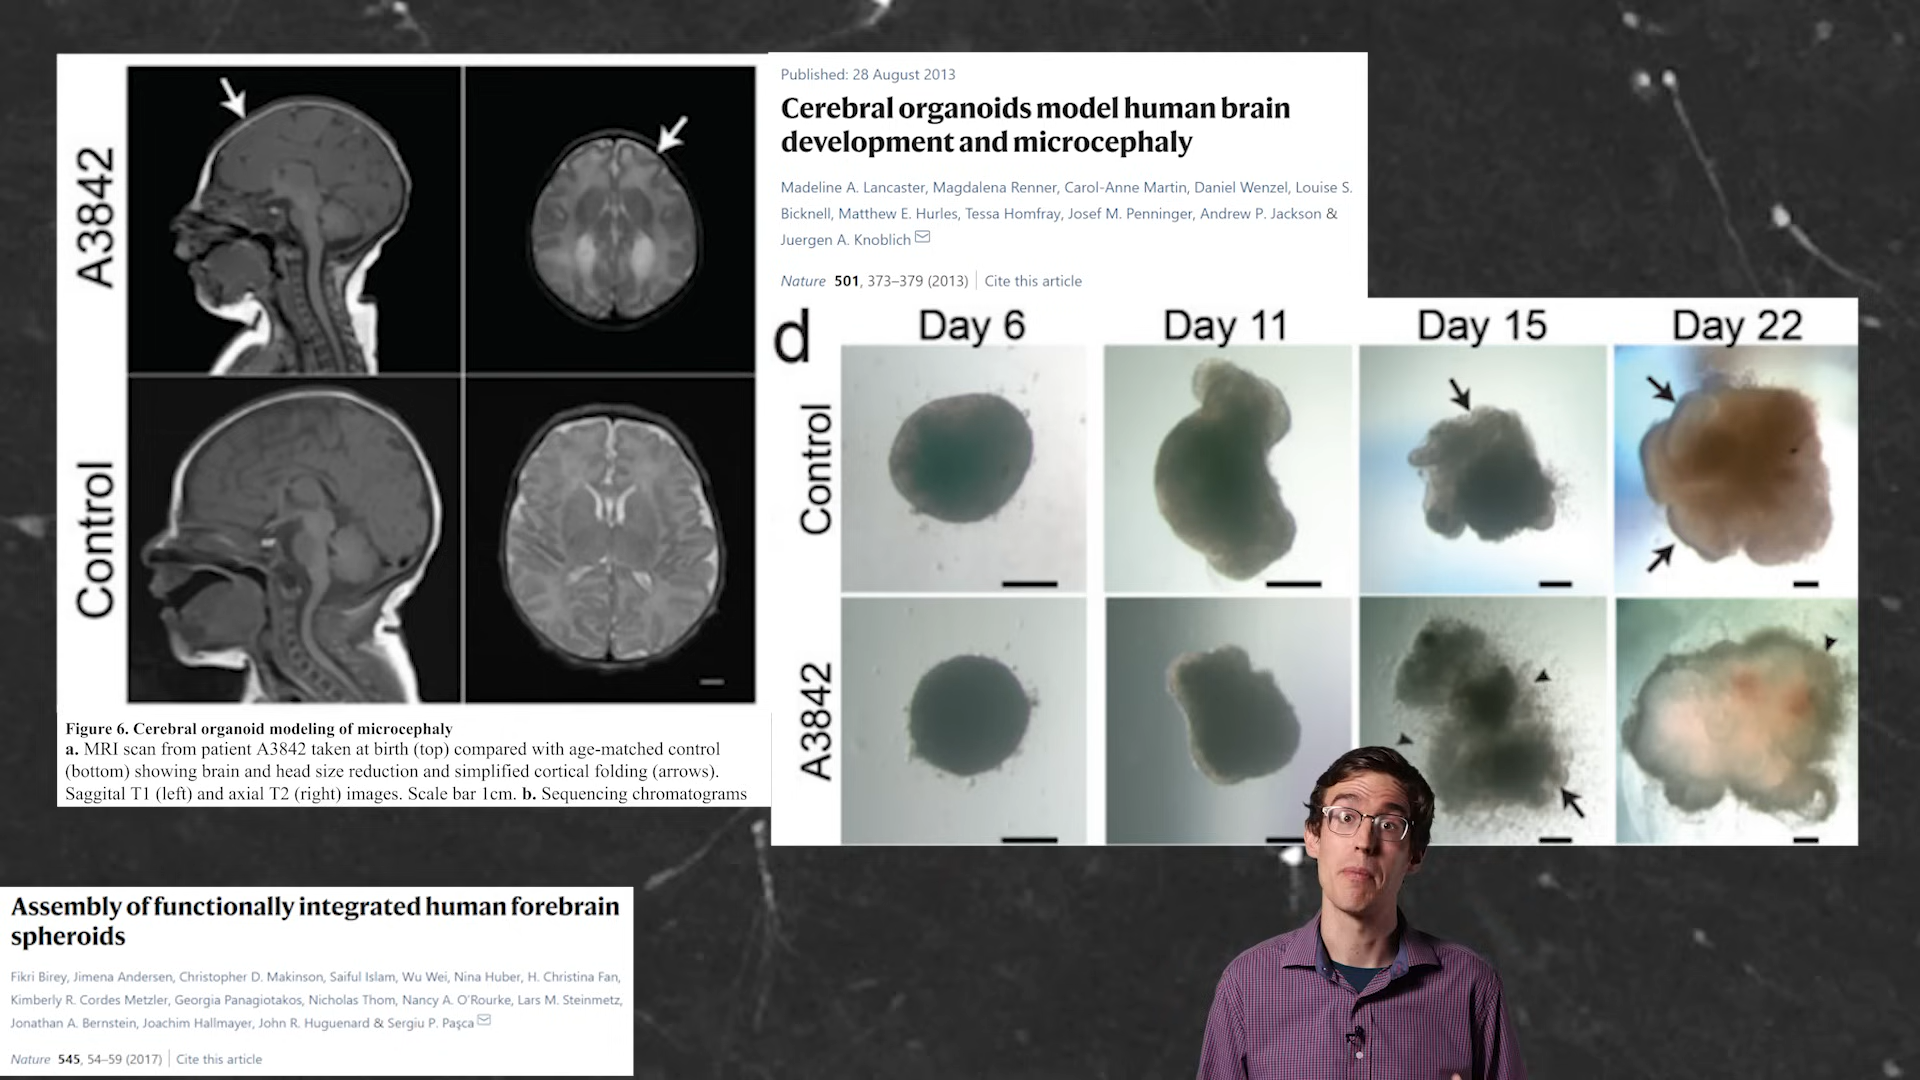 A3842
Control
Figure 6. Cerebral organoid modeling of microcephaly
a. MRI scan from patient A3842 taken at birth (top) compared with age-matched control
(bottom) showing brain and head size reduction and simplified cortical folding (arrows).
Saggital T1 (left) and axial T2 (right) images. Scale bar 1cm. b. Sequencing chromatograms
Published: 28 August 2013
Cerebral organoids model human brain
development and microcephaly
Madeline A. Lancaster, Magdalena Renner, Carol-Anne Martin, Daniel Wenzel, Louise S.
Bicknell, Matthew E. Hurles, Tessa Homfray, Josef M. Penninger, Andrew P. Jackson &
Juergen A. Knoblich
Nature 501, 373–379 (2013) | Cite this article
d
Day 6 Day 11 Day 15 Day 22
Control
A3842
Assembly of functionally integrated human forebrain
spheroids
Fikri Birey, Jimena Andersen, Christopher D. Makinson, Saiful Islam, Wu Wei, Nina Huber, H. Christina Fan,
Kimberly R. Cordes Metzler, Georgia Panagiotakos, Nicholas Thom, Nancy A. O'Rourke, Lars M. Steinmetz,
Jonathan A. Bernstein, Joachim Hallmayer, John R. Huguenard & Sergiu P. Paşca
Nature 545, 54–59 (2017) | Cite this article